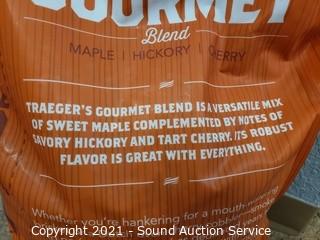 GOURMET
Blend
MAPLE | HICKORY | CHERRY
TRAEGER'S GOURMET BLEND IS A VERSATILE MIX
OF SWEET MAPLE COMPLEMENTED BY NOTES OF
SAVORY HICKORY AND TART CHERRY. ITS ROBUST
FLAVOR IS GREAT WITH EVERYTHING.
Whether you're hankering for a mouth-watering
smoke
Copyright 2021 - Sound Auction Service